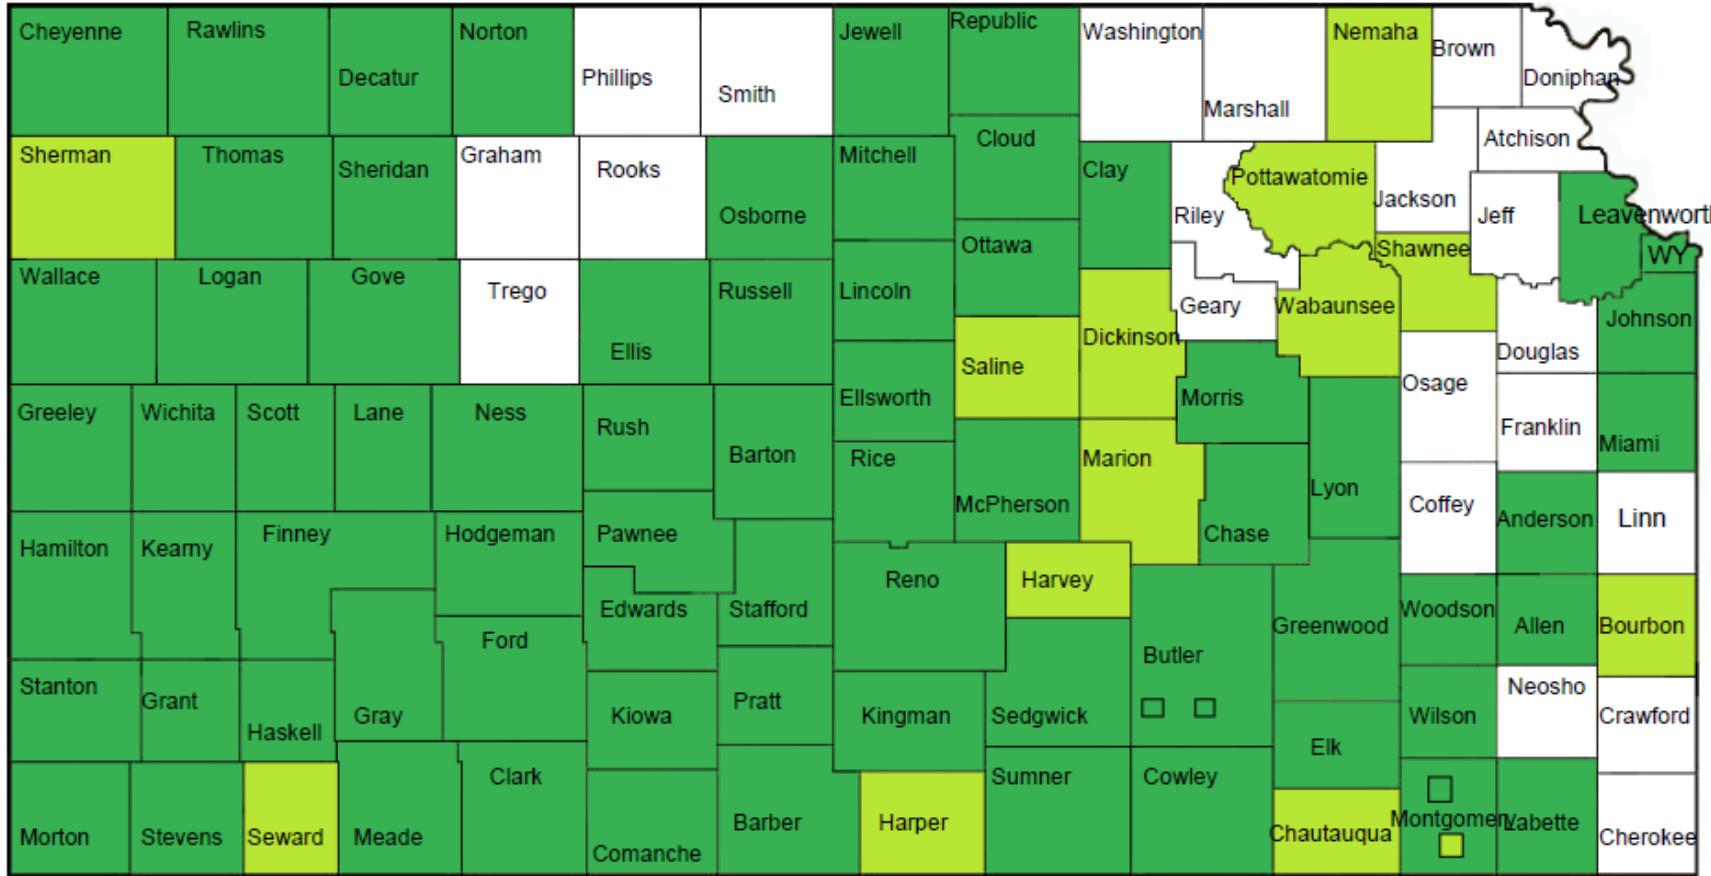 Cheyenne
Rawlins
Decatur
Norton
Phillips
Smith
Jewell
Republic
Washington
Marshall
Nemaha
Brown
Doniphan
Sherman
Thomas
Sheridan
Graham
Rooks
Osborne
Mitchell
Cloud
Clay
Riley
Pottawatomie
Jackson
Atchison
Jeff
Leavenworth
WY
Wallace
Logan
Gove
Trego
Ellis
Russell
Lincoln
Ottawa
Saline
Dickinson
Geary
Wabaunsee
Shawnee
Douglas
Johnson
Greeley
Wichita
Scott
Lane
Ness
Rush
Barton
Ellsworth
Rice
McPherson
Marion
Morris
Chase
Lyon
Osage
Franklin
Miami
Coffey
Anderson
Linn
Hamilton
Kearny
Finney
Hodgeman
Pawnee
Edwards
Stafford
Reno
Harvey
Butler
Greenwood
Woodson
Allen
Bourbon
Stanton
Grant
Haskell
Gray
Ford
Kiowa
Pratt
Kingman
Sedgwick
Elk
Wilson
Neosho
Crawford
Morton
Stevens
Seward
Meade
Clark
Comanche
Barber
Harper
Sumner
Cowley
Chautauqua
Montgomery
Labette
Cherokee